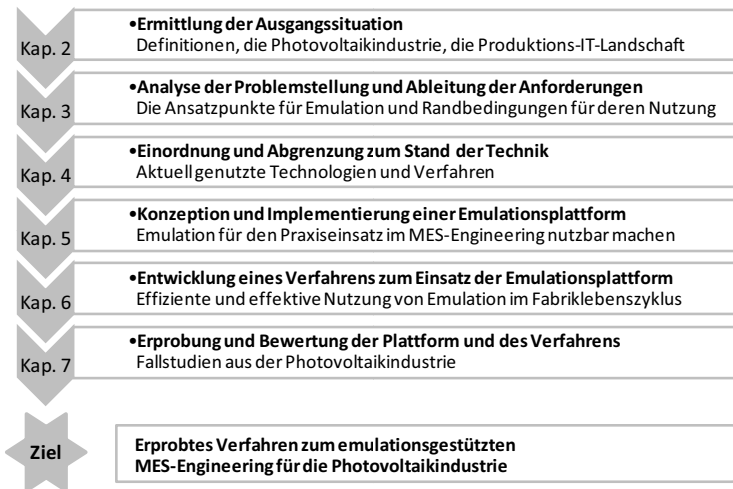 Kap. 2
•Ermittlung der Ausgangssituation
Definitionen, die Photovoltaikindustrie, die Produktions-IT-Landschaft
Kap. 3
•Analyse der Problemstellung und Ableitung der Anforderungen
Die Ansatzpunkte für Emulation und Randbedingungen für deren Nutzung
Kap. 4
•Einordnung und Abgrenzung zum Stand der Technik
Aktuell genutzte Technologien und Verfahren
Kap. 5
•Konzeption und Implementierung einer Emulationsplattform
Emulation für den Praxiseinsatz im MES-Engineering nutzbar machen
Kap. 6
•Entwicklung eines Verfahrens zum Einsatz der Emulationsplattform
Effiziente und effektive Nutzung von Emulation im Fabriklebenszyklus
Kap. 7
•Erprobung und Bewertung der Plattform und des Verfahrens
Fallstudien aus der Photovoltaikindustrie
Ziel
Erprobtes Verfahren zum emulationsgestützten
MES-Engineering für die Photovoltaikindustrie